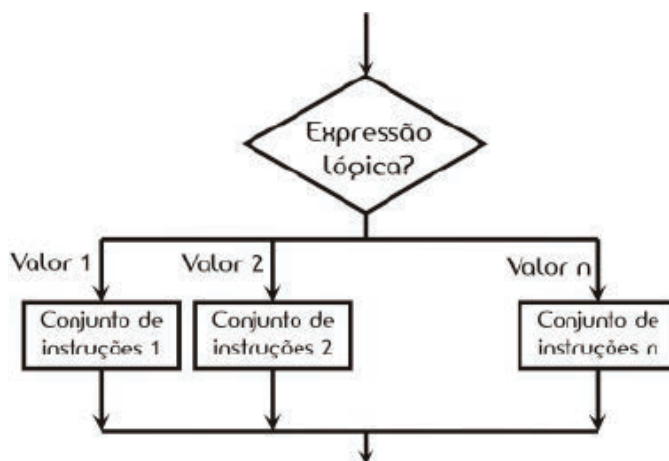 Expressão
lógica?
Valor 1
Valor 2
Valor n
Conjunto de
instruções 1
Conjunto de
instruções 2
Conjunto de
instruções n